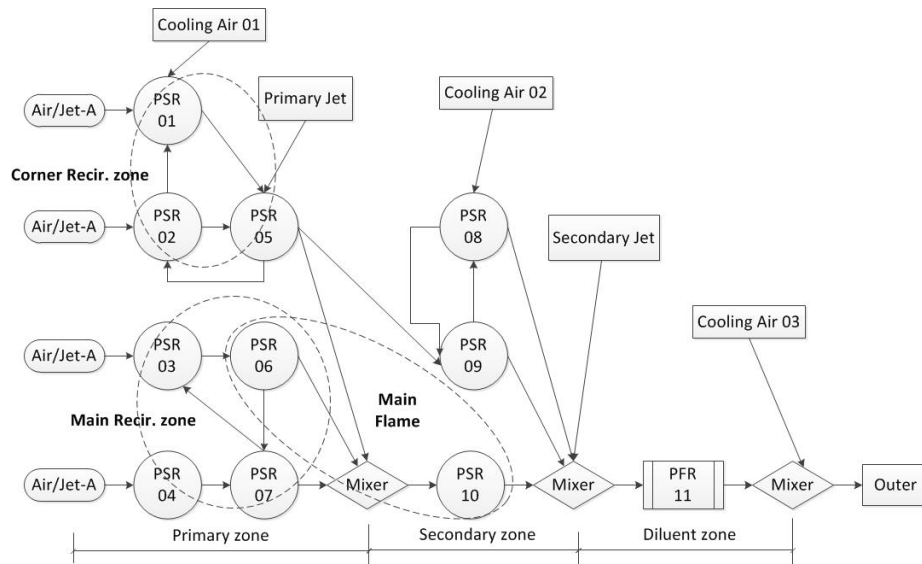 Cooling Air 01
Air/Jet-A
PSR
01
Primary Jet
Cooling Air 02
Corner Recir. zone
Air/Jet-A
PSR
02
PSR
05
PSR
08
Secondary Jet
Air/Jet-A
PSR
03
PSR
06
PSR
09
Cooling Air 03
Main Recir. zone
Main
Flame
Air/Jet-A
PSR
04
PSR
07
Mixer
PSR
10
Mixer
PFR
11
Mixer
Outer
Primary zone
Secondary zone
Diluent zone